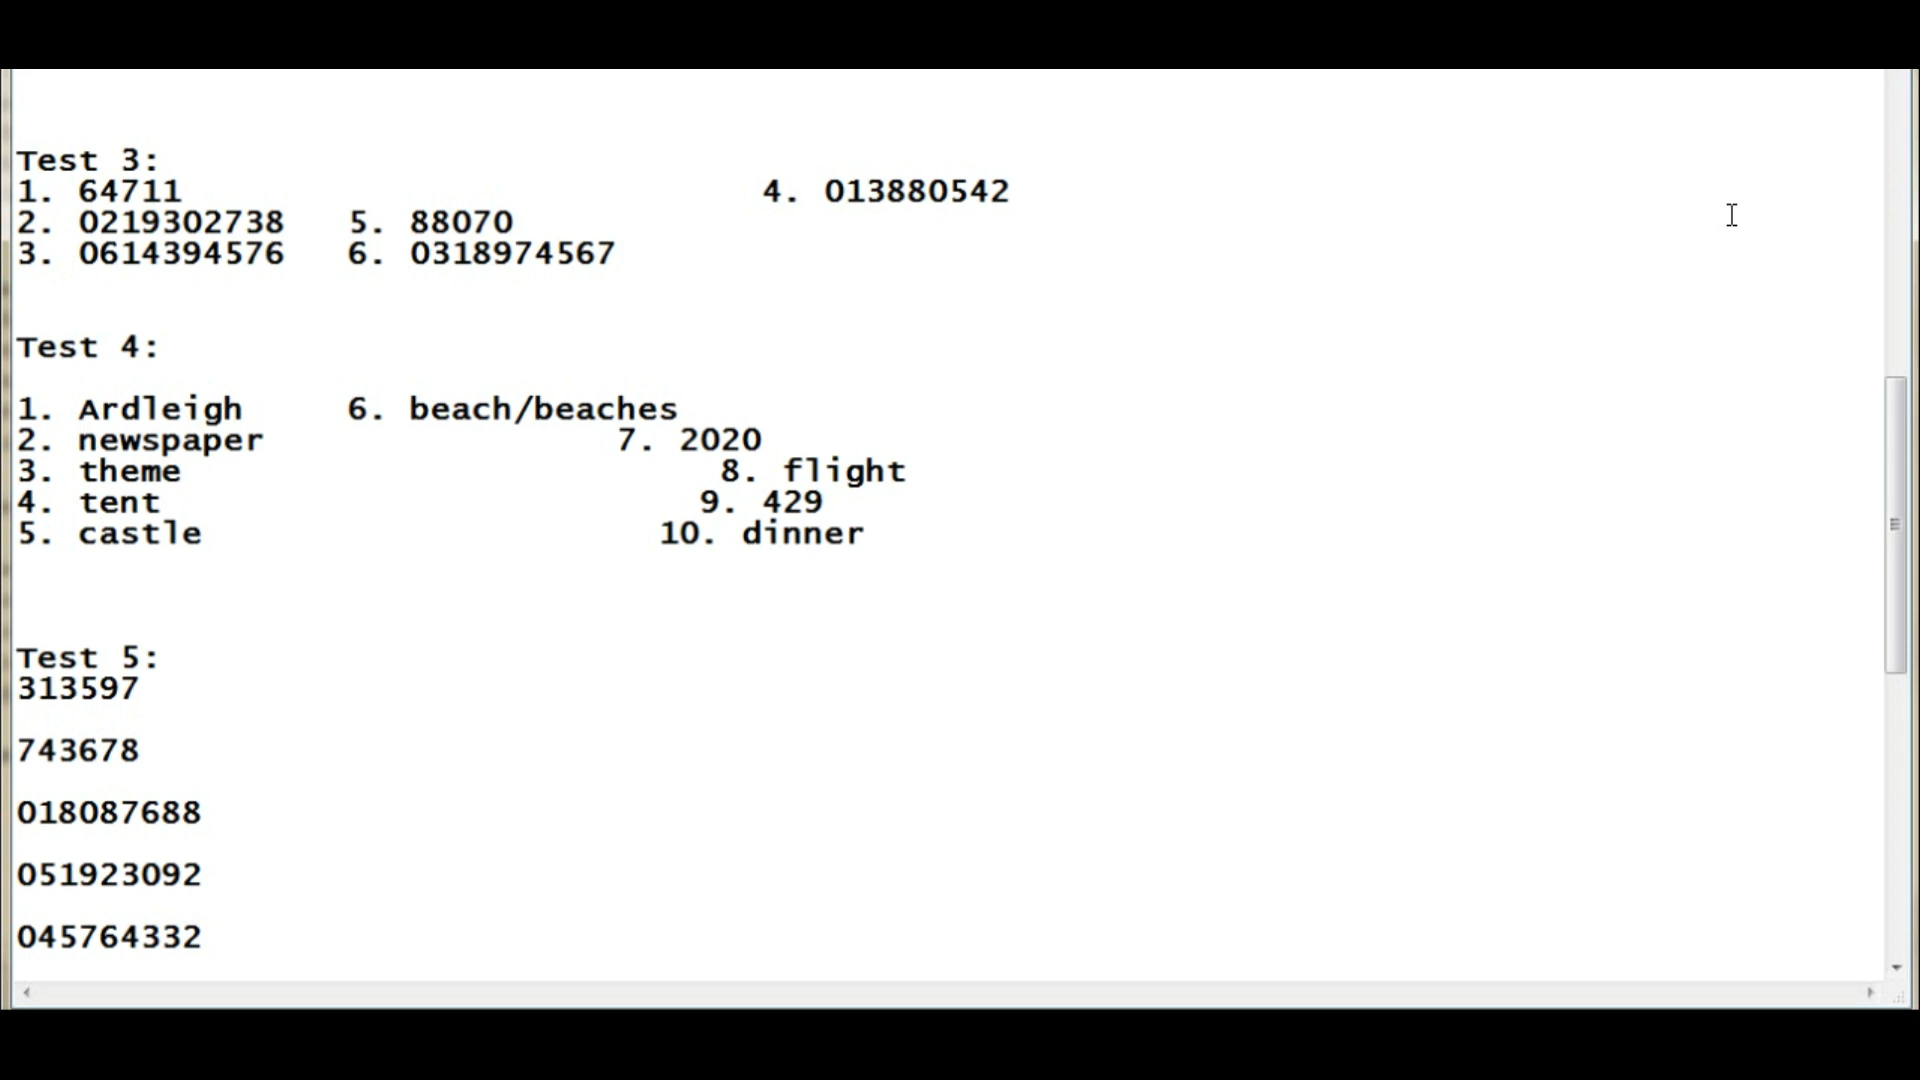 Test 3:
1. 64711 4. 013880542
2. 0219302738 5. 88070
3. 0614394576 6. 0318974567
Test 4:
1. Ardleigh 6. beach/beaches
2. newspaper 7. 2020
3. theme 8. flight
4. tent 9. 429
5. castle 10. dinner
Test 5:
313597
743678
018087688
051923092
045764332